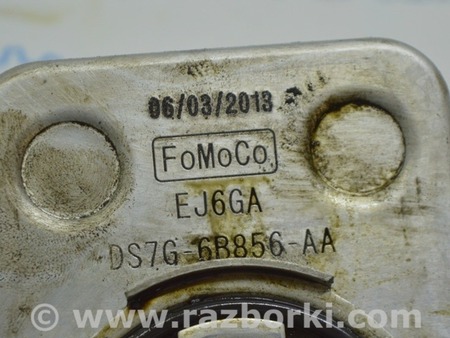 06/03/2013
FoMoCo
EJ6GA
DS7G-6B856-AA
© www.razborki.com